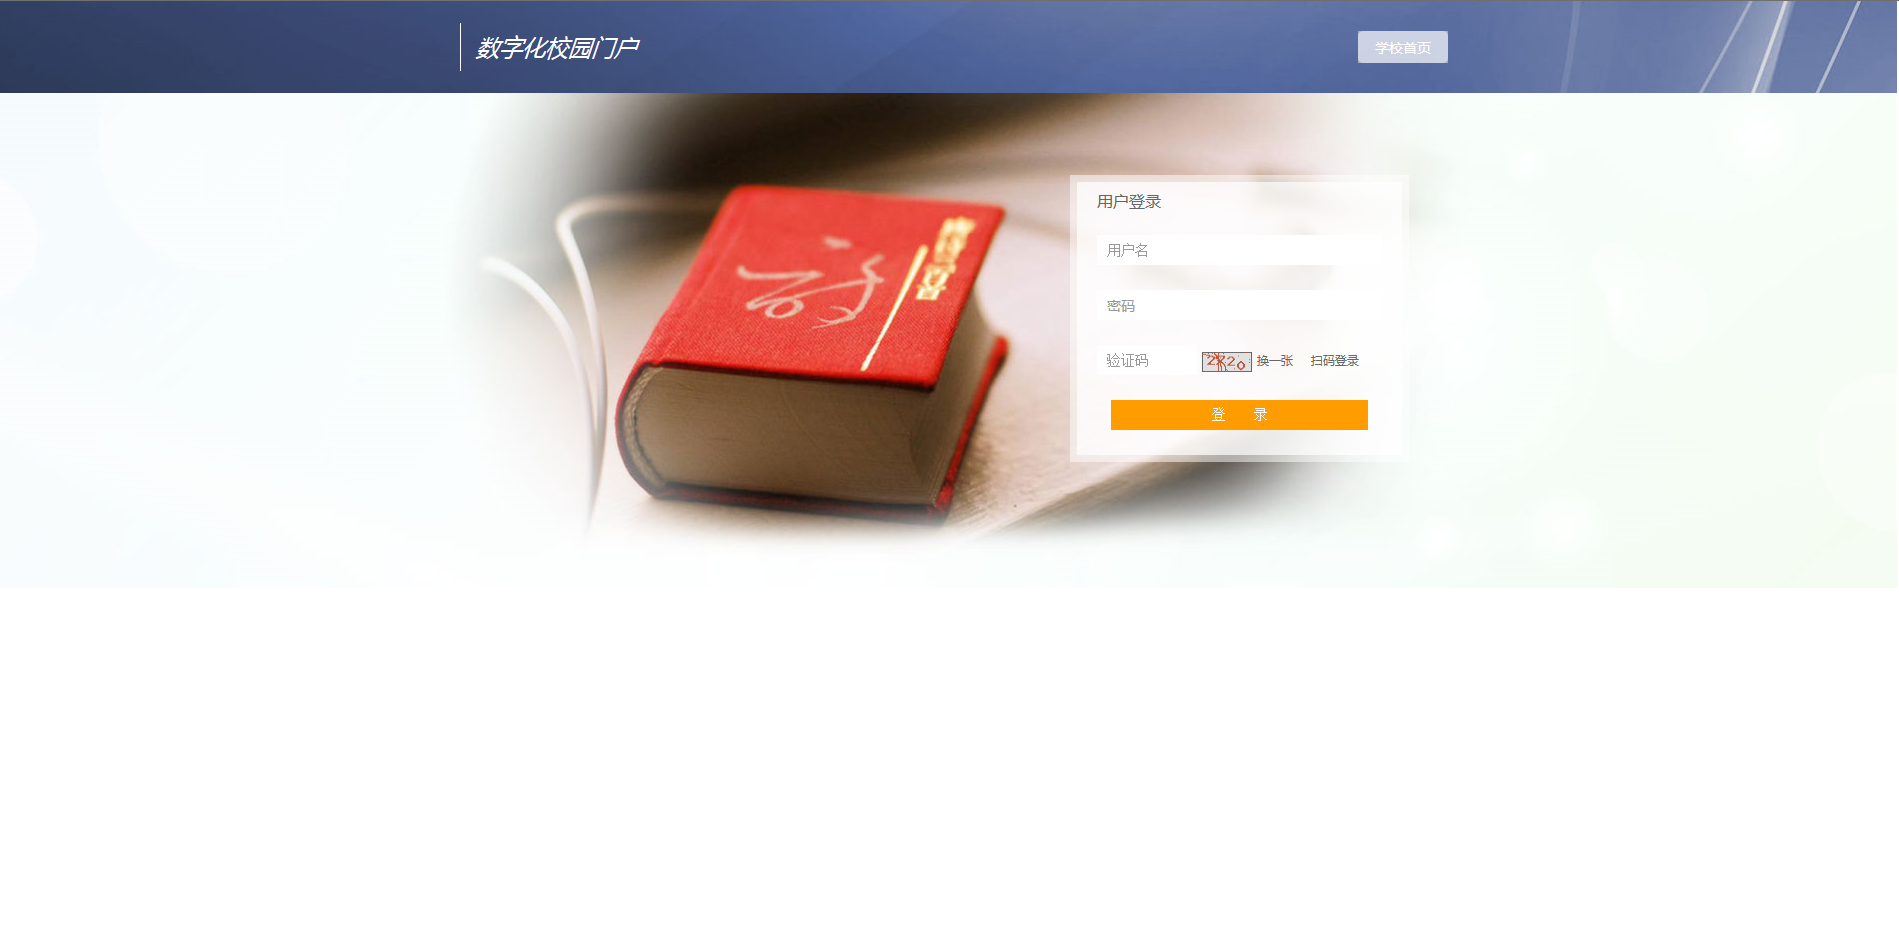 数字化校园门户
学校首页
用户登录
用户名
密码
验证码
换一张 扫码登录
登 录